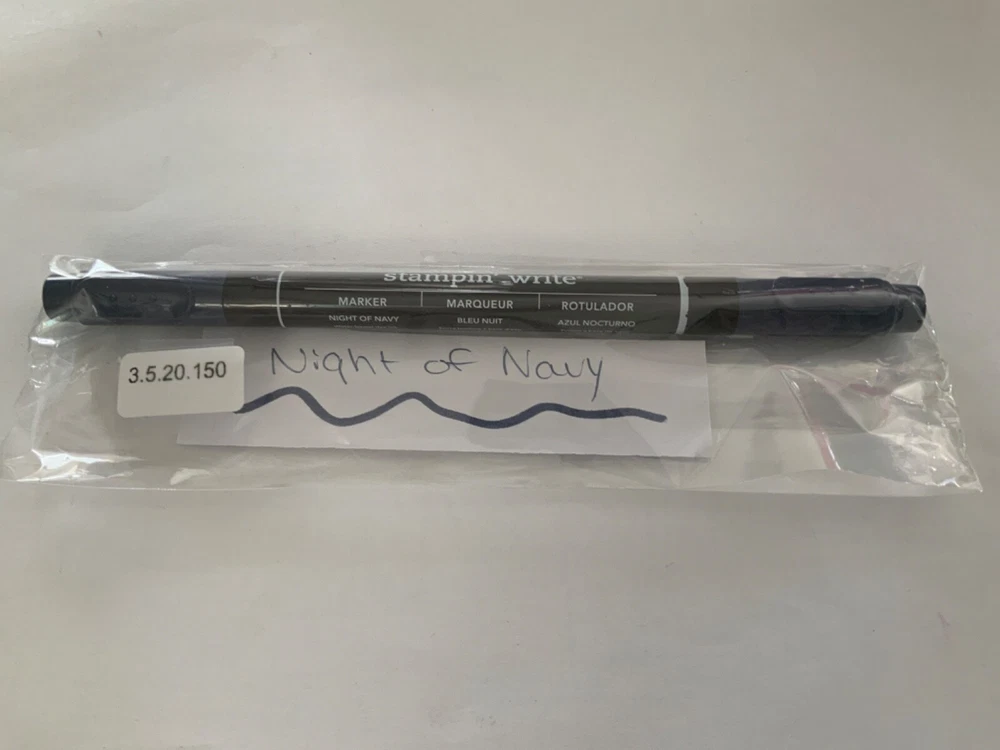 stampin' write
MARKER MARQUEUR ROTULADOR
NIGHT OF NAVY BLEU NUIT AZUL NOCTURNO
3.5.20.150
Night of Navy